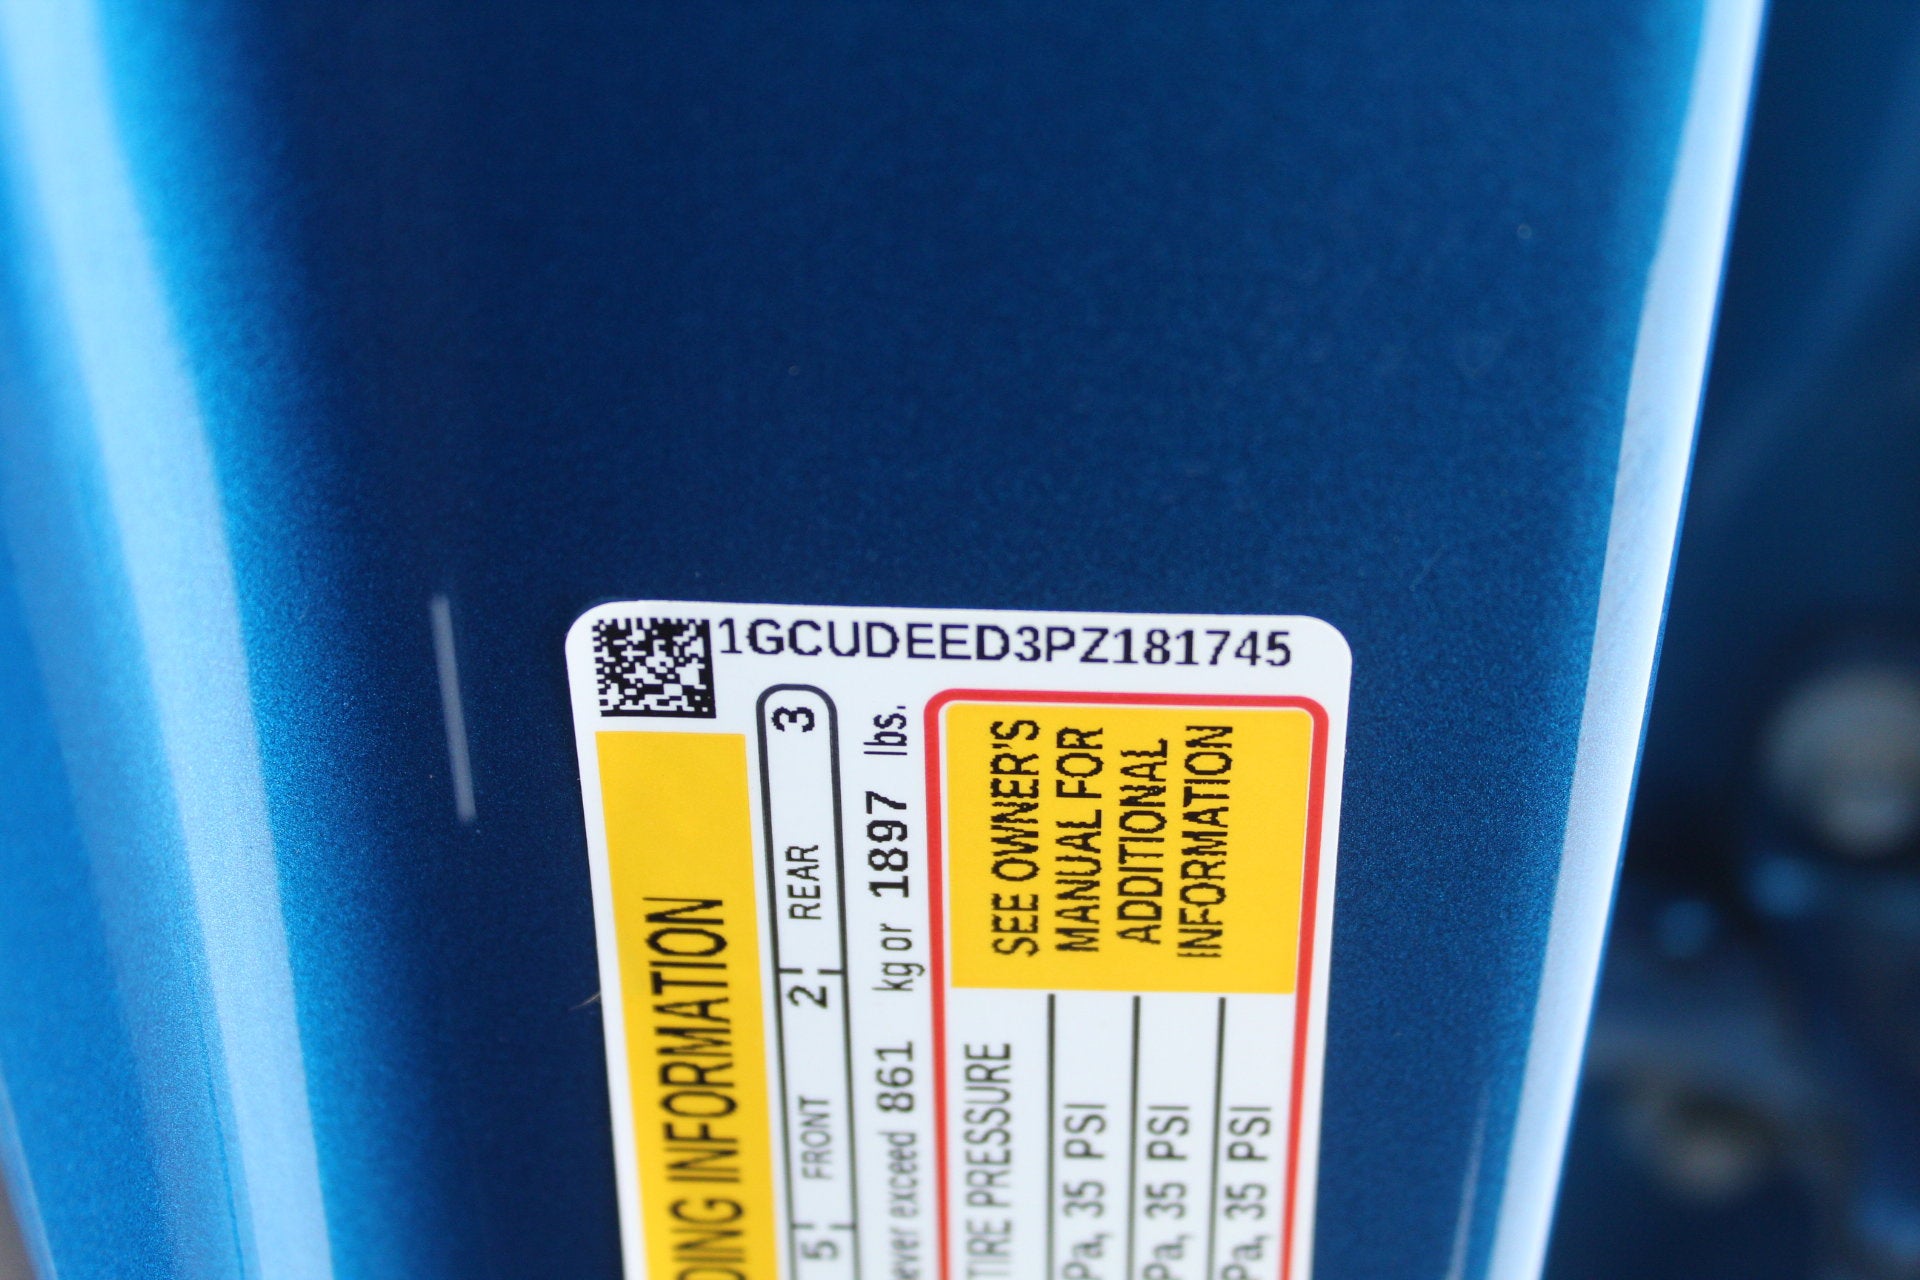 1GCUDEED3PZ181745
DING INFORMATION
5 FRONT 2 REAR 3
never exceed 861 kg or 1897 lbs.
TIRE PRESSURE
SEE OWNER'S
MANUAL FOR
ADDITIONAL
INFORMATION
Pa, 35 PSI
Pa, 35 PSI
Pa, 35 PSI